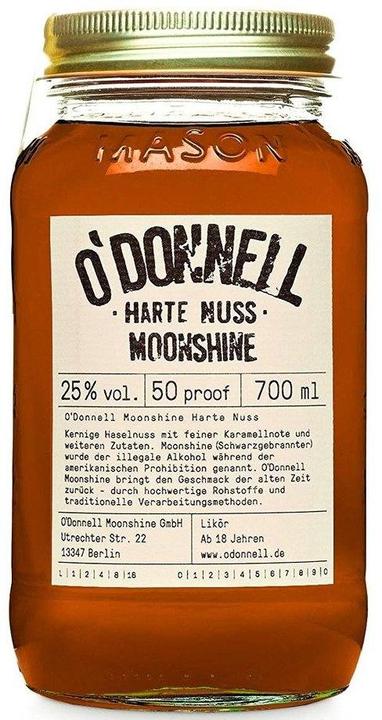 MASON
O'DONNELL
· HARTE NUSS ·
MOONSHINE
25% vol. 50 proof 700 ml
O'Donnell Moonshine Harte Nuss
Kernige Haselnuss mit feiner Karamellnote und
weiteren Zutaten. Moonshine (Schwarzgebrannter)
wurde der illegale Alkohol während der
amerikanischen Prohibition genannt. O'Donnell
Moonshine bringt den Geschmack der alten Zeit
zurück - durch hochwertige Rohstoffe und
traditionelle Verarbeitungsmethoden.
O'Donnell Moonshine GmbH
Utrechter Str. 22
13347 Berlin
Likör
Ab 18 Jahren
www.odonnell.de
L|1|2|4|8|16 0|1|2|3|4|5|6|7|8|9|0